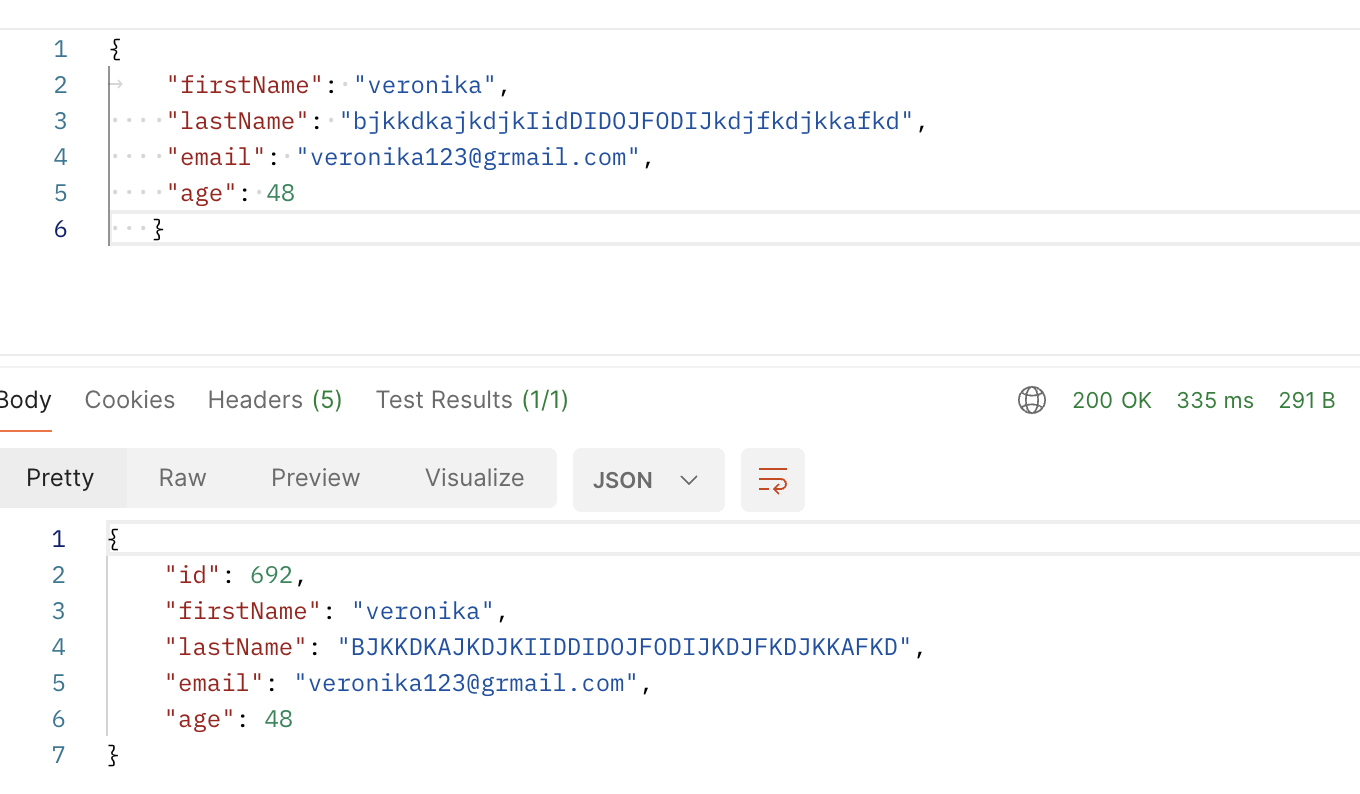 1 {
2 "firstName": "veronika",
3 "lastName": "bjkkdkajkdjkIidDIDOJFODIJkdjfkdjkkafkd",
4 "email": "veronika123@grmail.com",
5 "age": 48
6 }
Body Cookies Headers (5) Test Results (1/1) 200 OK 335 ms 291 B
Pretty Raw Preview Visualize JSON
1 {
2 "id": 692,
3 "firstName": "veronika",
4 "lastName": "BJKKDKAJKDJKIIDDIDOJFODIJKDJFKDJKKAFKD",
5 "email": "veronika123@grmail.com",
6 "age": 48
7 }